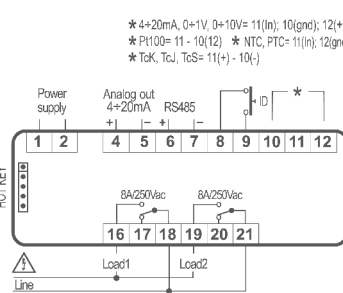 * 4÷20mA, 0÷1V, 0÷10V= 11(In); 10(gnd); 12(+
* Pt100= 11 - 10(12) * NTC, PTC= 11(In); 12(gnd
* TcK, TcJ, TcS= 11(+) - 10(-)
Power supply
Analog out 4÷20mA
RS485
ID
*
+ - + -
1 2 4 5 6 7 8 9 10 11 12
HOT KEY
8A/250Vac 8A/250Vac
16 17 18 19 20 21
Load1 Load2
Line